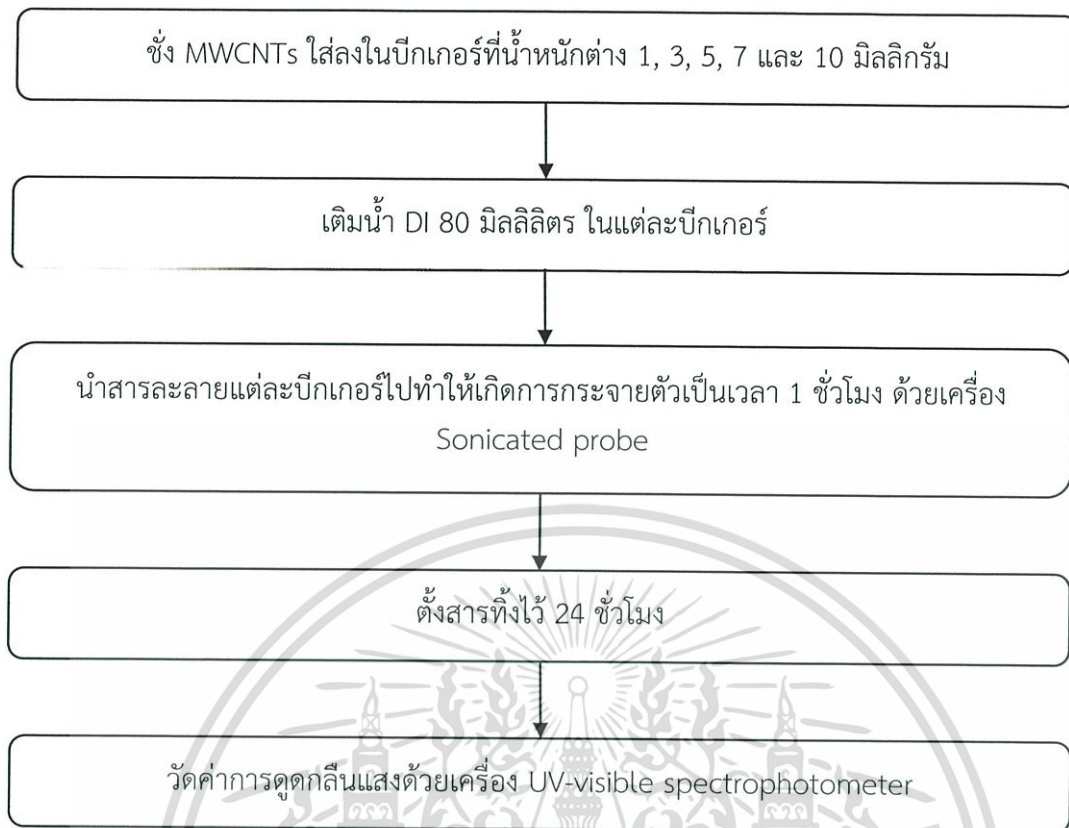 ชั่ง MWCNTs ใส่ลงในบีกเกอร์ที่น้ำหนักต่าง 1, 3, 5, 7 และ 10 มิลลิกรัม
เติมน้ำ DI 80 มิลลิลิตร ในแต่ละบีกเกอร์
นำสารละลายแต่ละบีกเกอร์ไปทำให้เกิดการกระจายตัวเป็นเวลา 1 ชั่วโมง ด้วยเครื่อง
Sonicated probe
ตั้งสารทิ้งไว้ 24 ชั่วโมง
วัดค่าการดูดกลืนแสงด้วยเครื่อง UV-visible spectrophotometer